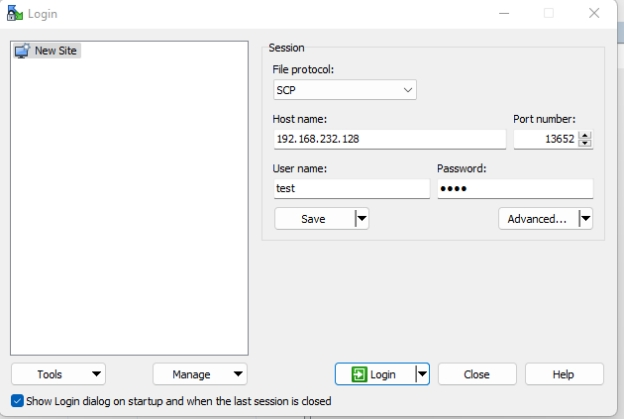 Login
New Site
Session
File protocol:
SCP
Host name: Port number:
192.168.232.128 13652
User name: Password:
test ●●●●
Save Advanced...
Tools Manage Login Close Help
Show Login dialog on startup and when the last session is closed